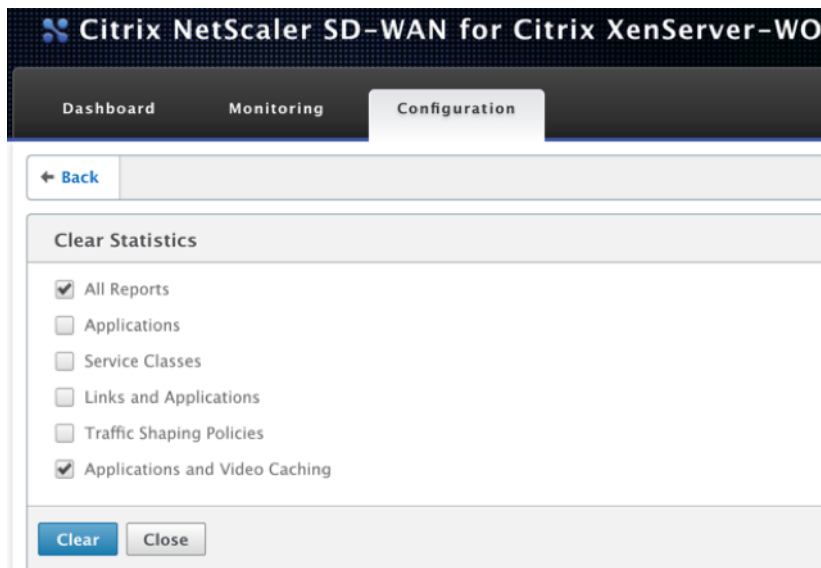 Citrix NetScaler SD-WAN for Citrix XenServer-WO
Dashboard Monitoring Configuration
Back
Clear Statistics
All Reports
Applications
Service Classes
Links and Applications
Traffic Shaping Policies
Applications and Video Caching
Clear Close